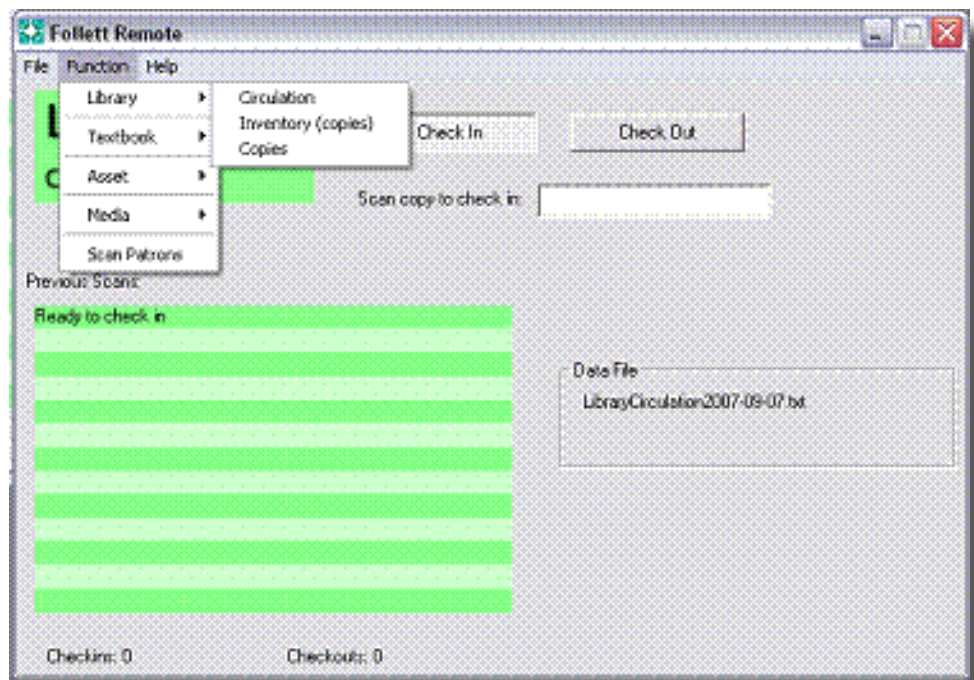 Follett Remote
File Function Help
Library
Textbook
Asset
Media
Scan Patrons
Circulation
Inventory (copies)
Copies
Check In
Check Out
Scan copy to check in:
Previous Scans:
Ready to check in
Data File
LibraryCirculation2007-09-07.txt
Checkins: 0
Checkouts: 0